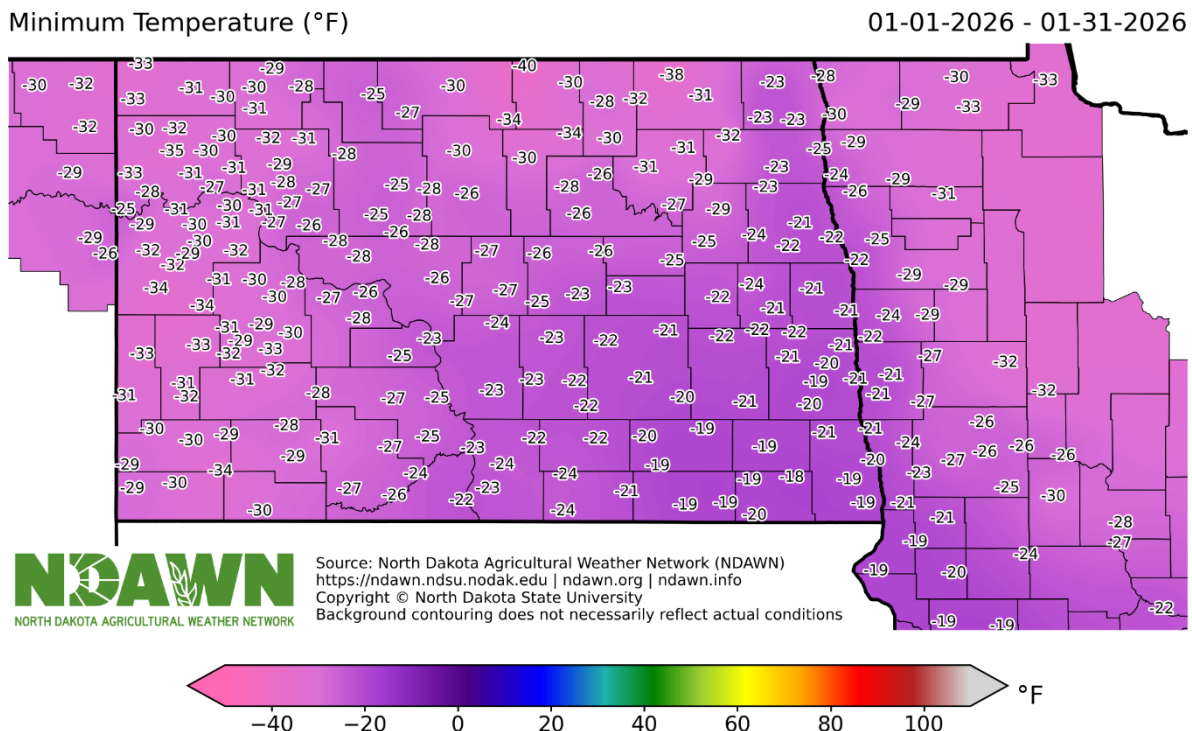 Minimum Temperature (°F) 01-01-2026 - 01-31-2026
-33 -29 -40 -38 -28 -30 -33
-30 -32 -31 -30 -28 -30 -30 -23
-33 -30 -25 -28 -32 -31
-31 -27 -29 -33
-34 -23 -23 -30
-32 -30 -32 -30 -32 -31 -34 -30 -32 -29
-35 -30 -28 -30 -30 -31 -25
-29 -33 -31 -31 -29 -26 -31 -23 -24
-28 -27 -31 -28 -27 -25 -28 -26 -28 -29 -23 -26 -29 -31
-25 -31 -30 -31 -27 -25 -28 -26 -27 -29
-29 -30 -31 -27 -26 -26 -24 -21 -22
-29 -30 -28 -28 -25 -22 -25
-26 -32 -29 -32 -28 -27 -26 -26 -25 -22
-32
-34 -31 -30 -28 -26 -29 -29
-30 -27 -26 -27 -27 -23 -23 -24 -21
-34 -28 -25 -22 -21 -21 -24 -29
-31 -29 -30 -24 -21 -22 -22
-33 -29 -23 -23 -22 -22 -22 -21
-33 -32 -33 -25 -21 -20 -27 -32
-31 -32 -31 -32 -23 -22 -21 -19 -21 -21
-31 -28 -27 -25 -23 -22 -20 -21 -20 -21 -27 -32
-30 -30 -29 -28 -31 -25 -22 -22 -20 -19 -21 -21 -26
-27 -23 -19 -24 -26 -26
-29 -34 -29 -24 -19 -20 -27 -26
-29 -30 -24 -24 -19 -18 -19 -23
-27 -26 -22 -23 -21 -19 -19 -19 -21 -25 -30
-30 -24 -20 -21 -28
-19 -24 -27
-19 -20
-19 -19 -22
NDAWN
NORTH DAKOTA AGRICULTURAL WEATHER NETWORK
Source: North Dakota Agricultural Weather Network (NDAWN)
https://ndawn.ndsu.nodak.edu | ndawn.org | ndawn.info
Copyright © North Dakota State University
Background contouring does not necessarily reflect actual conditions
−40 −20 0 20 40 60 80 100 °F